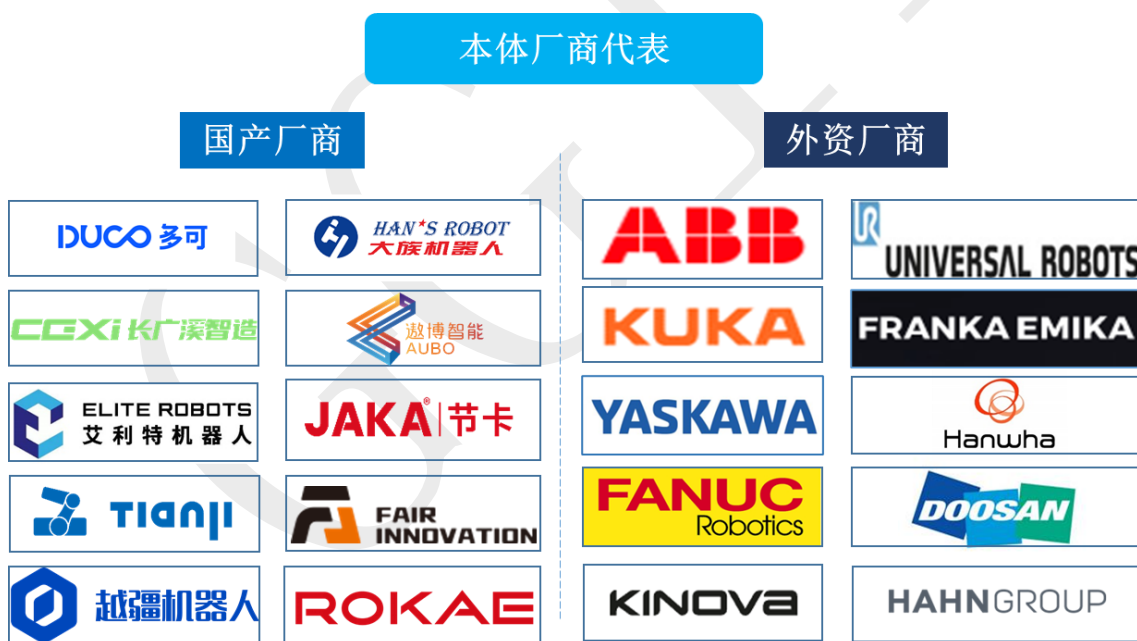 本体厂商代表
国产厂商
外资厂商
DUCO 多可
HAN*S ROBOT
大族机器人
ABB
UR
UNIVERSAL ROBOTS
CGXi 长广溪智造
遨博智能
AUBO
KUKA
FRANKA EMIKA
ELITE ROBOTS
艾利特机器人
JAKA® 节卡
YASKAWA
Hanwha
TIANJI
FAIR
INNOVATION
FANUC
Robotics
DOOSAN
越疆机器人
ROKAE
KINOVA
HAHNGROUP